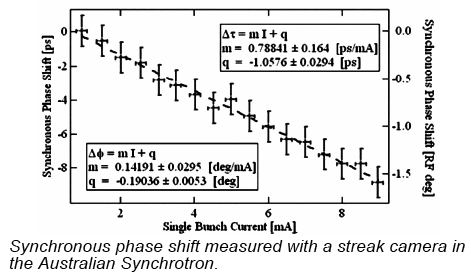 Δτ = m I + q
m = 0.78841 ± 0.164 [ps/mA]
q = -1.0576 ± 0.0294 [ps]
Δϕ = m I + q
m = 0.14191 ± 0.0295 [deg/mA]
q = -0.19036 ± 0.0053 [deg]
Synchronous Phase Shift [ps]
0
-2
-4
-6
-8
Synchronous Phase Shift [RF deg]
0.0
-0.5
-1.0
-1.5
2
4
6
8
Single Bunch Current [mA]
Synchronous phase shift measured with a streak camera in
the Australian Synchrotron.